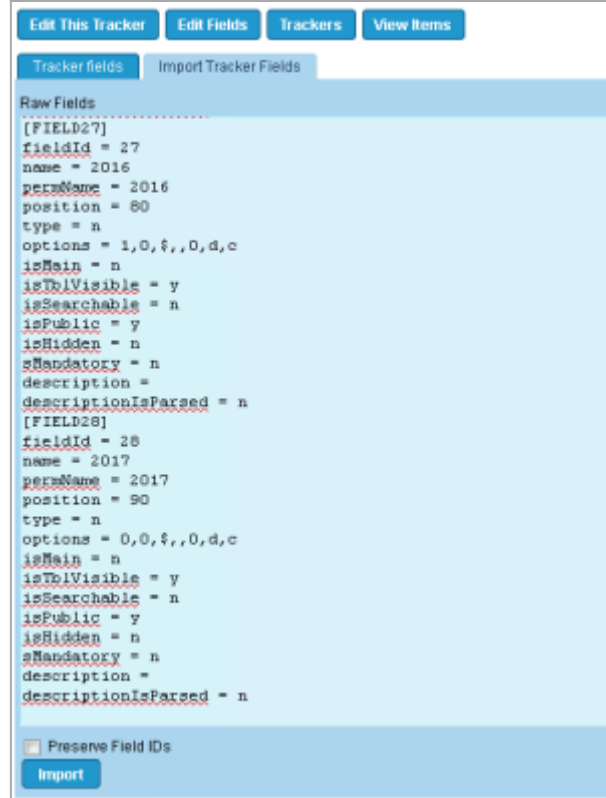 Edit This Tracker Edit Fields Trackers View Items
Tracker fields Import Tracker Fields
Raw Fields
[FIELD27]
fieldId = 27
name = 2016
permName = 2016
position = 80
type = n
options = 1,0,$,,0,d,c
isMain = n
isTblVisible = y
isSearchable = n
isPublic = y
isHidden = n
sMandatory = n
description =
descriptionIsParsed = n
[FIELD28]
fieldId = 28
name = 2017
permName = 2017
position = 90
type = n
options = 0,0,$,,0,d,c
isMain = n
isTblVisible = y
isSearchable = n
isPublic = y
isHidden = n
sMandatory = n
description =
descriptionIsParsed = n
Preserve Field IDs
Import